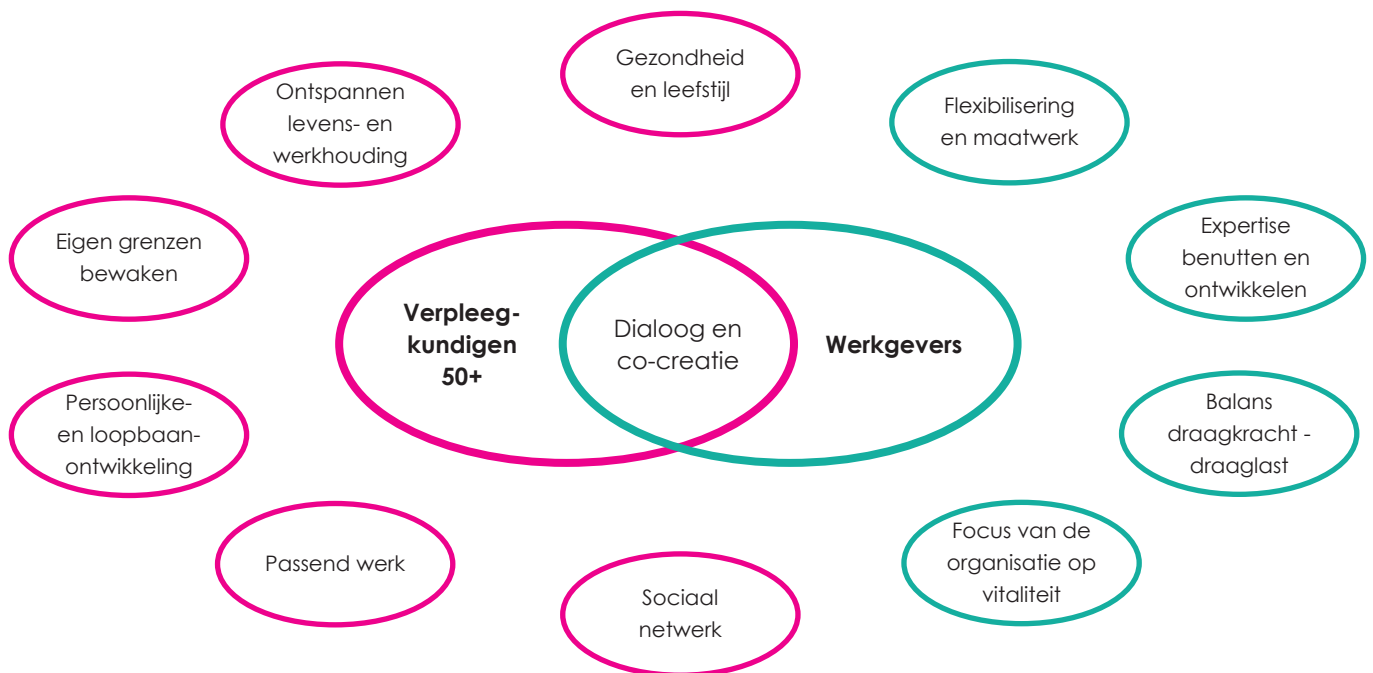 Gezondheid
en leefstijl
Ontspannen
levens- en
werkhouding
Flexibilisering
en maatwerk
Eigen grenzen
bewaken
Expertise
benutten en
ontwikkelen
Verpleeg-
kundigen
50+
Dialoog en
co-creatie
Werkgevers
Persoonlijke-
en loopbaan-
ontwikkeling
Balans
draagkracht -
draaglast
Passend werk
Focus van de
organisatie op
vitaliteit
Sociaal
netwerk